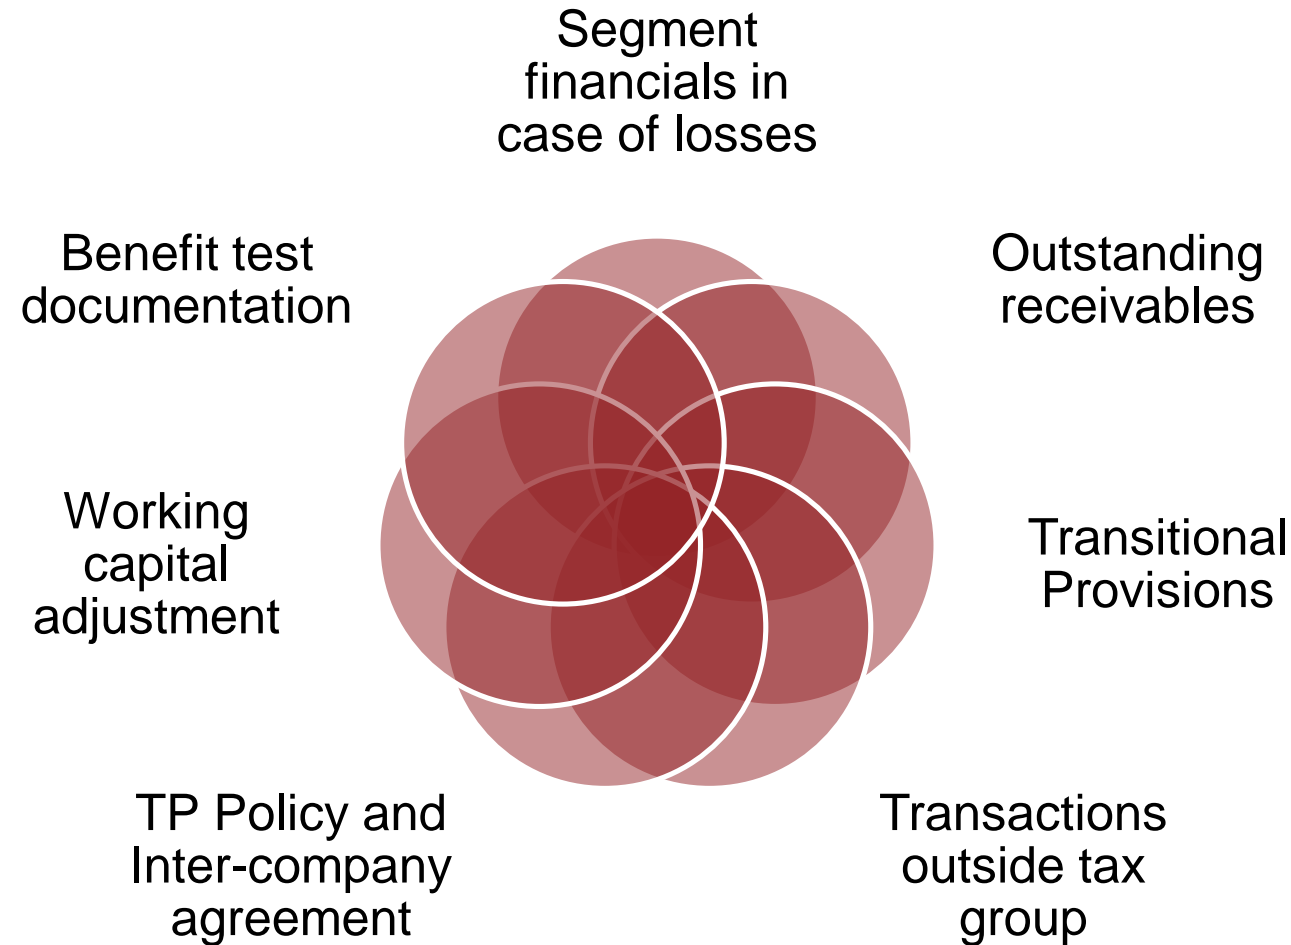 Segment
financials in
case of losses
Benefit test
documentation
Outstanding
receivables
Working
capital
adjustment
Transitional
Provisions
TP Policy and
Inter-company
agreement
Transactions
outside tax
group